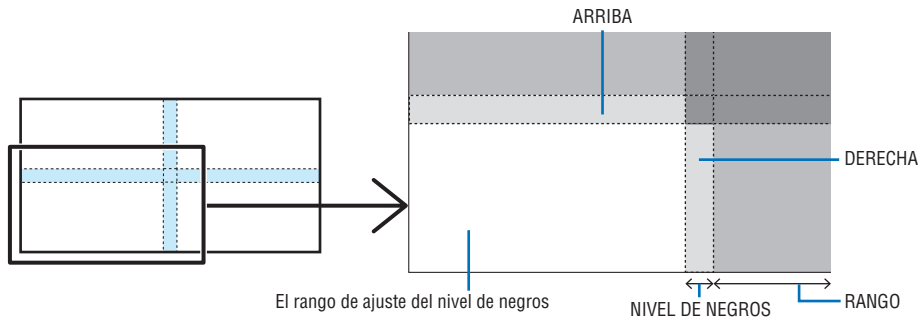 ARRIBA
DERECHA
El rango de ajuste del nivel de negros
NIVEL DE NEGROS
RANGO